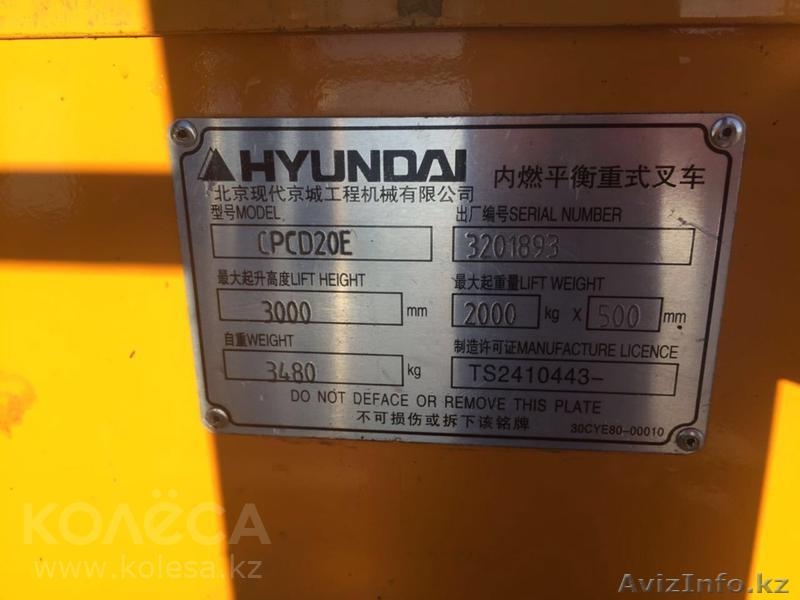 HYUNDAI 内燃平衡重式叉车
北京现代京城工程机械有限公司
型号MODEL 出厂编号SERIAL NUMBER
CPCD20E 3201893
最大起升高度LIFT HEIGHT 最大起重量LIFT WEIGHT
3000 mm 2000 kg X 500 mm
自重WEIGHT 制造许可证MANUFACTURE LICENCE
3480 kg TS2410443-
DO NOT DEFACE OR REMOVE THIS PLATE
不可损伤或拆下该铭牌 30CYE80-00010
КОЛЁСА
www.kolesa.kz
AvizInfo.kz